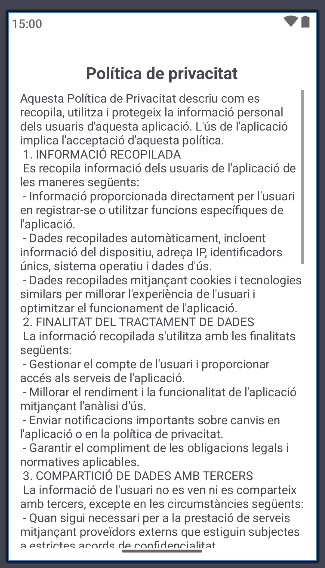 15:00
Política de privacitat
Aquesta Política de Privacitat descriu com es
recopila, utilitza i protegeix la informació personal
dels usuaris d'aquesta aplicació. L'ús de l'aplicació
implica l'acceptació d'aquesta política.
1. INFORMACIÓ RECOPILADA
Es recopila informació dels usuaris de l'aplicació de
les maneres següents:
- Informació proporcionada directament per l'usuari
en registrar-se o utilitzar funcions específiques de
l'aplicació.
- Dades recopilades automàticament, incloent
informació del dispositiu, adreça IP, identificadors
únics, sistema operatiu i dades d'ús.
- Dades recopilades mitjançant cookies i tecnologies
similars per millorar l'experiència de l'usuari i
optimitzar el funcionament de l'aplicació.
2. FINALITAT DEL TRACTAMENT DE DADES
La informació recopilada s'utilitza amb les finalitats
següents:
- Gestionar el compte de l'usuari i proporcionar
accés als serveis de l'aplicació.
- Millorar el rendiment i la funcionalitat de l'aplicació
mitjançant l'anàlisi d'ús.
- Enviar notificacions importants sobre canvis en
l'aplicació o en la política de privacitat.
- Garantir el compliment de les obligacions legals i
normatives aplicables.
3. COMPARTICIÓ DE DADES AMB TERCERS
La informació de l'usuari no es ven ni es comparteix
amb tercers, excepte en les circumstàncies següents:
- Quan sigui necessari per a la prestació de serveis
mitjançant proveïdors externs que estiguin subjectes
a estrictes acords de confidencialitat.